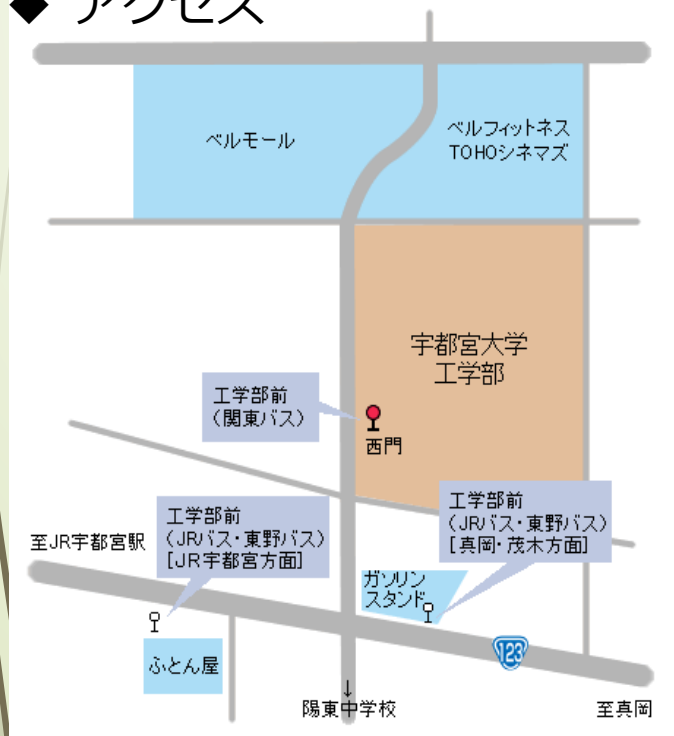 ◆ アクセス
ベルモール
ベルフィットネス
TOHOシネマズ
宇都宮大学
工学部
工学部前
(関東バス)
西門
工学部前
(JRバス・東野バス)
[真岡・茂木方面]
工学部前
(JRバス・東野バス)
[JR宇都宮方面]
至JR宇都宮駅
ガソリン
スタンド
123
ふとん屋
↓
陽東中学校
至真岡